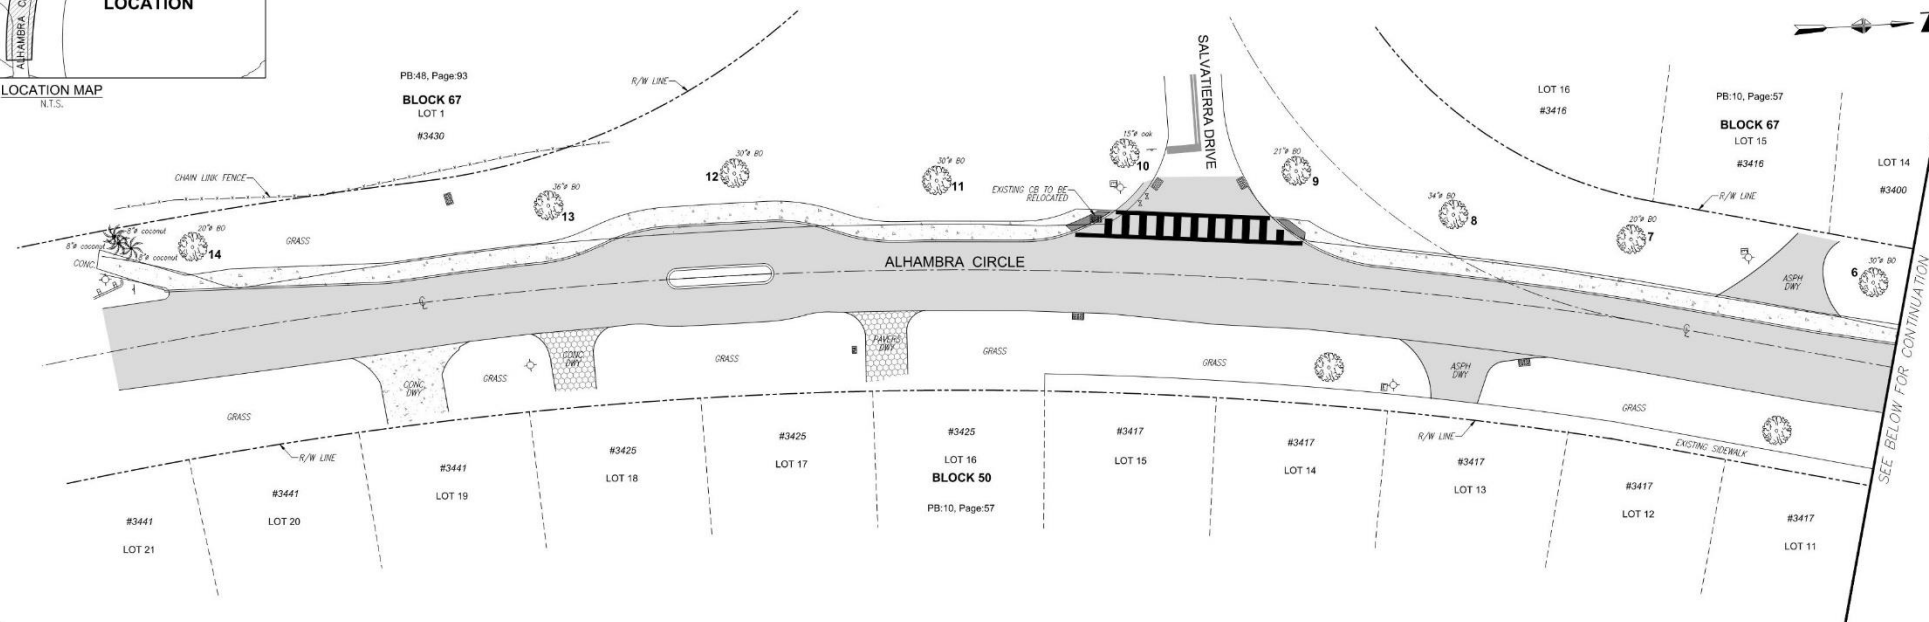 LOCATION
ALHAMBRA C
LOCATION MAP
N.T.S.
PB:48, Page:93
BLOCK 67
LOT 1
#3430
R/W LINE
CHAIN LINK FENCE
8"ø coconut
8"ø coconut
8"ø coconut
CONC.
20"ø BO
14
GRASS
36"ø BO
13
30"ø BO
12
30"ø BO
11
15"ø oak
10
EXISTING CB TO BE
RELOCATED
SALVATIERRA DRIVE
21"ø BO
9
34"ø BO
8
20"ø BO
7
30"ø BO
6
LOT 16
#3416
PB:10, Page:57
BLOCK 67
LOT 15
#3416
LOT 14
#3400
R/W LINE
ASPH
DWY
ALHAMBRA CIRCLE
SEE BELOW FOR CONTINUATION
GRASS
CONC.
DWY
GRASS
CONC.
DWY
GRASS
PAVERS
DWY
GRASS
GRASS
ASPH
DWY
GRASS
EXISTING SIDEWALK
R/W LINE
R/W LINE
#3441
LOT 21
#3441
LOT 20
#3441
LOT 19
#3425
LOT 18
#3425
LOT 17
#3425
LOT 16
BLOCK 50
PB:10, Page:57
#3417
LOT 15
#3417
LOT 14
#3417
LOT 13
#3417
LOT 12
#3417
LOT 11